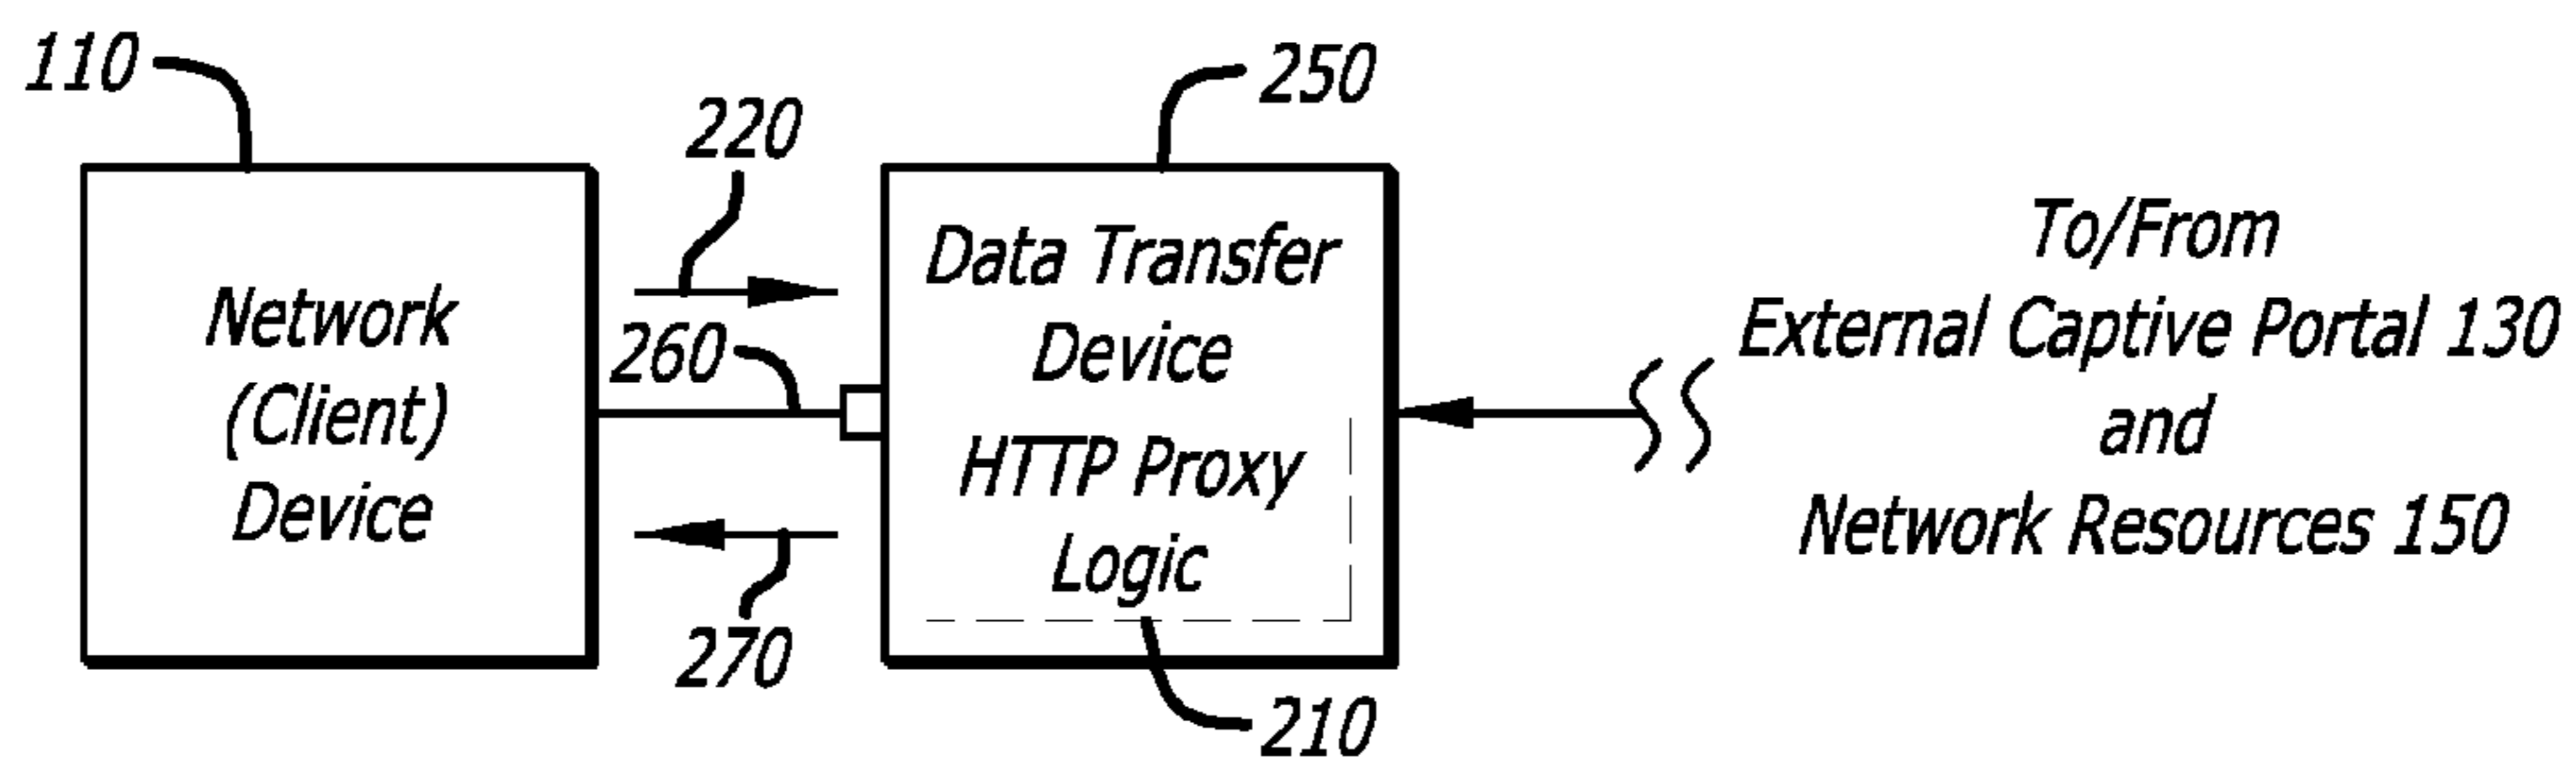 110
220
250
Network
(Client)
Device
260
270
Data Transfer
Device
HTTP Proxy
Logic
210
To/From
External Captive Portal 130
and
Network Resources 150